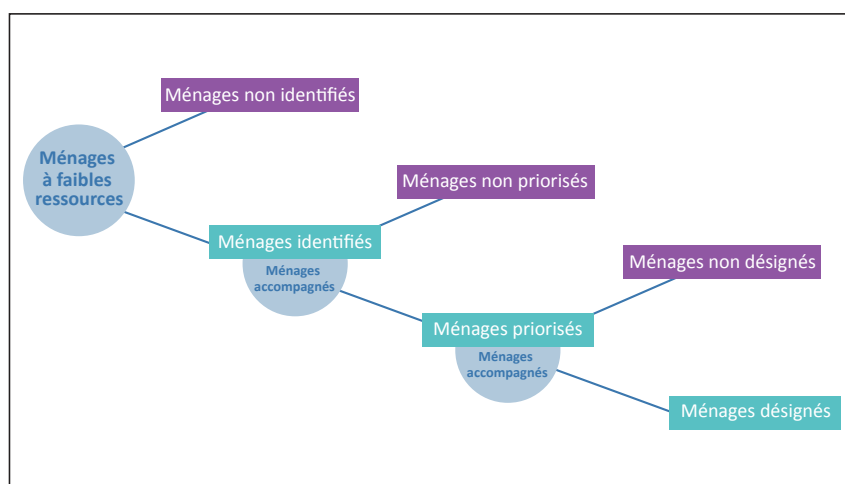 Ménages non identifiés
Ménages
à faibles
ressources
Ménages non priorisés
Ménages identifiés
Ménages
accompagnés
Ménages non désignés
Ménages priorisés
Ménages
accompagnés
Ménages désignés